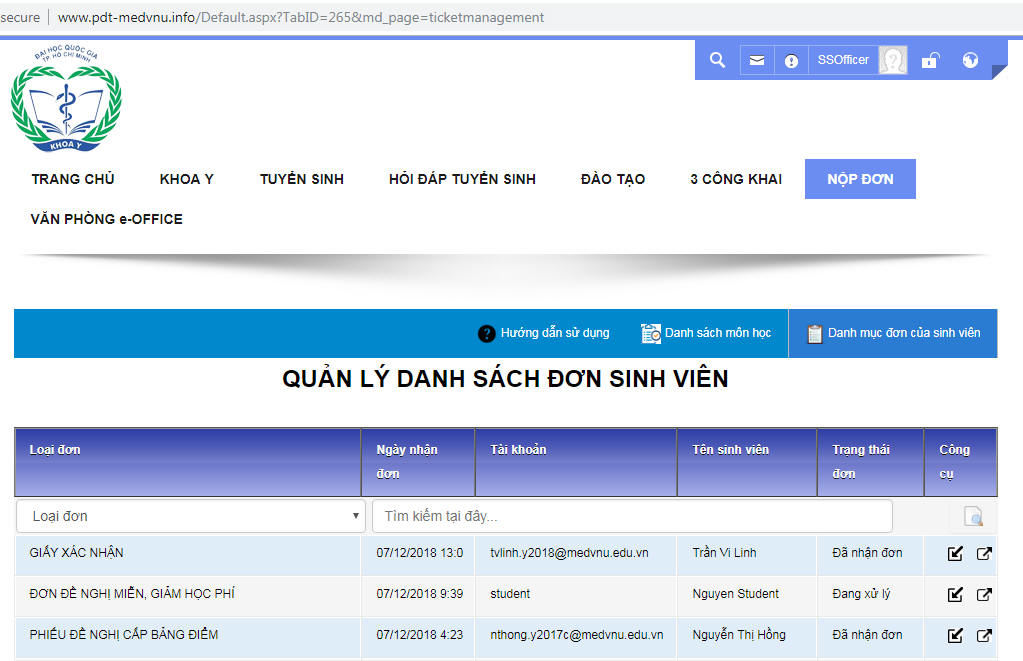 secure www.pdt-medvnu.info/Default.aspx?TabID=265&md_page=ticketmanagement
ĐẠI HỌC QUỐC GIA
TP. HỒ CHÍ MINH
KHOA Y
SSOfficer
TRANG CHỦ KHOA Y TUYỂN SINH HỎI ĐÁP TUYỂN SINH ĐÀO TẠO 3 CÔNG KHAI NỘP ĐƠN
VĂN PHÒNG e-OFFICE
Hướng dẫn sử dụng Danh sách môn học Danh mục đơn của sinh viên
QUẢN LÝ DANH SÁCH ĐƠN SINH VIÊN
Loại đơn Ngày nhận đơn Tài khoản Tên sinh viên Trạng thái đơn Công cụ
Loại đơn Tìm kiếm tại đây...
GIẤY XÁC NHẬN 07/12/2018 13:0 tvlinh.y2018@medvnu.edu.vn Trần Vi Linh Đã nhận đơn
ĐƠN ĐỀ NGHỊ MIỄN, GIẢM HỌC PHÍ 07/12/2018 9:39 student Nguyen Student Đang xử lý
PHIẾU ĐỀ NGHỊ CẤP BẢNG ĐIỂM 07/12/2018 4:23 nthong.y2017c@medvnu.edu.vn Nguyễn Thị Hồng Đã nhận đơn